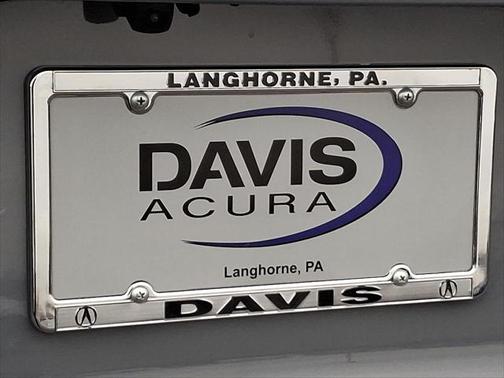 LANGHORNE, PA.
DAVIS
ACURA
Langhorne, PA
DAVIS